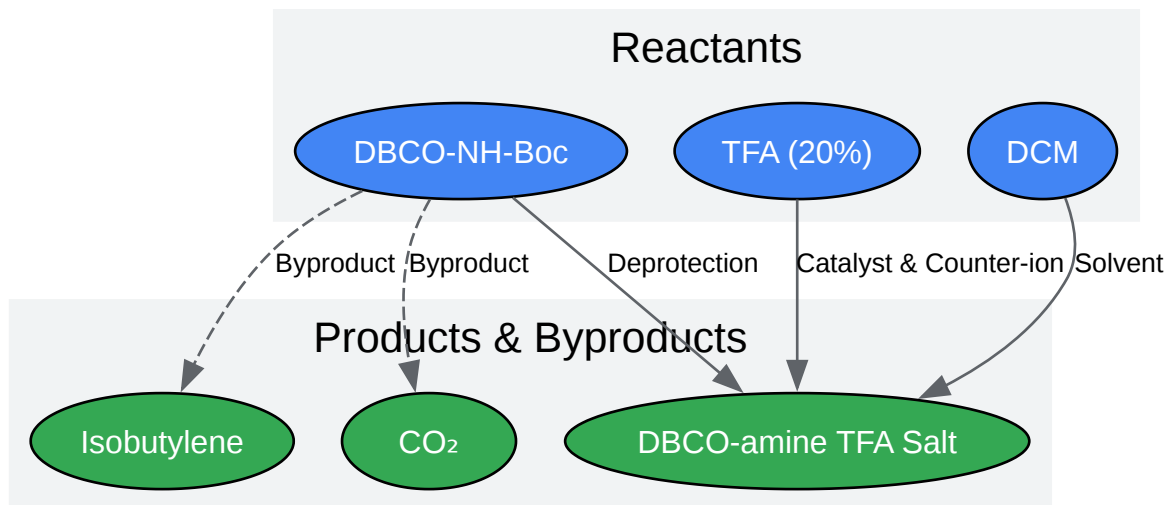 Reactants
DBCO-NH-Boc
TFA (20%)
DCM
Byproduct
Byproduct
Deprotection
Catalyst & Counter-ion
Solvent
Products & Byproducts
Isobutylene
CO₂
DBCO-amine TFA Salt